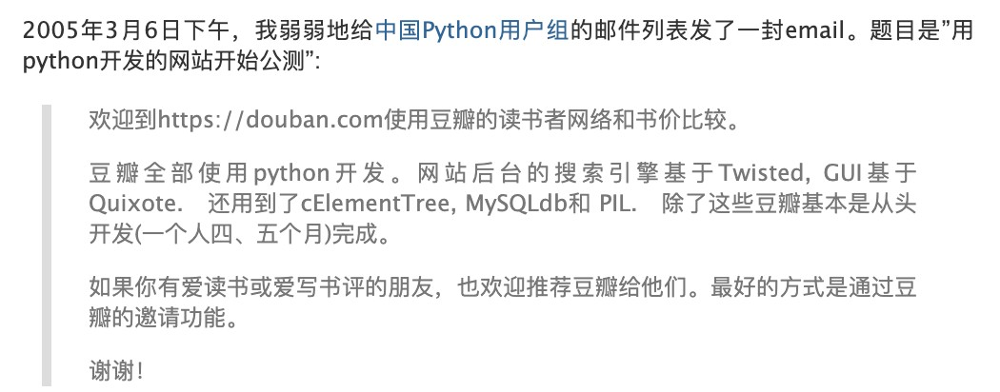 2005年3月6日下午，我弱弱地给中国Python用户组的邮件列表发了一封email。题目是”用
python开发的网站开始公测”:
欢迎到https://douban.com使用豆瓣的读书者网络和书价比较。
豆瓣全部使用python开发。网站后台的搜索引擎基于Twisted, GUI基于
Quixote.　还用到了cElementTree, MySQLdb和 PIL.　除了这些豆瓣基本是从头
开发(一个人四、五个月)完成。
如果你有爱读书或爱写书评的朋友，也欢迎推荐豆瓣给他们。最好的方式是通过豆
瓣的邀请功能。
谢谢！